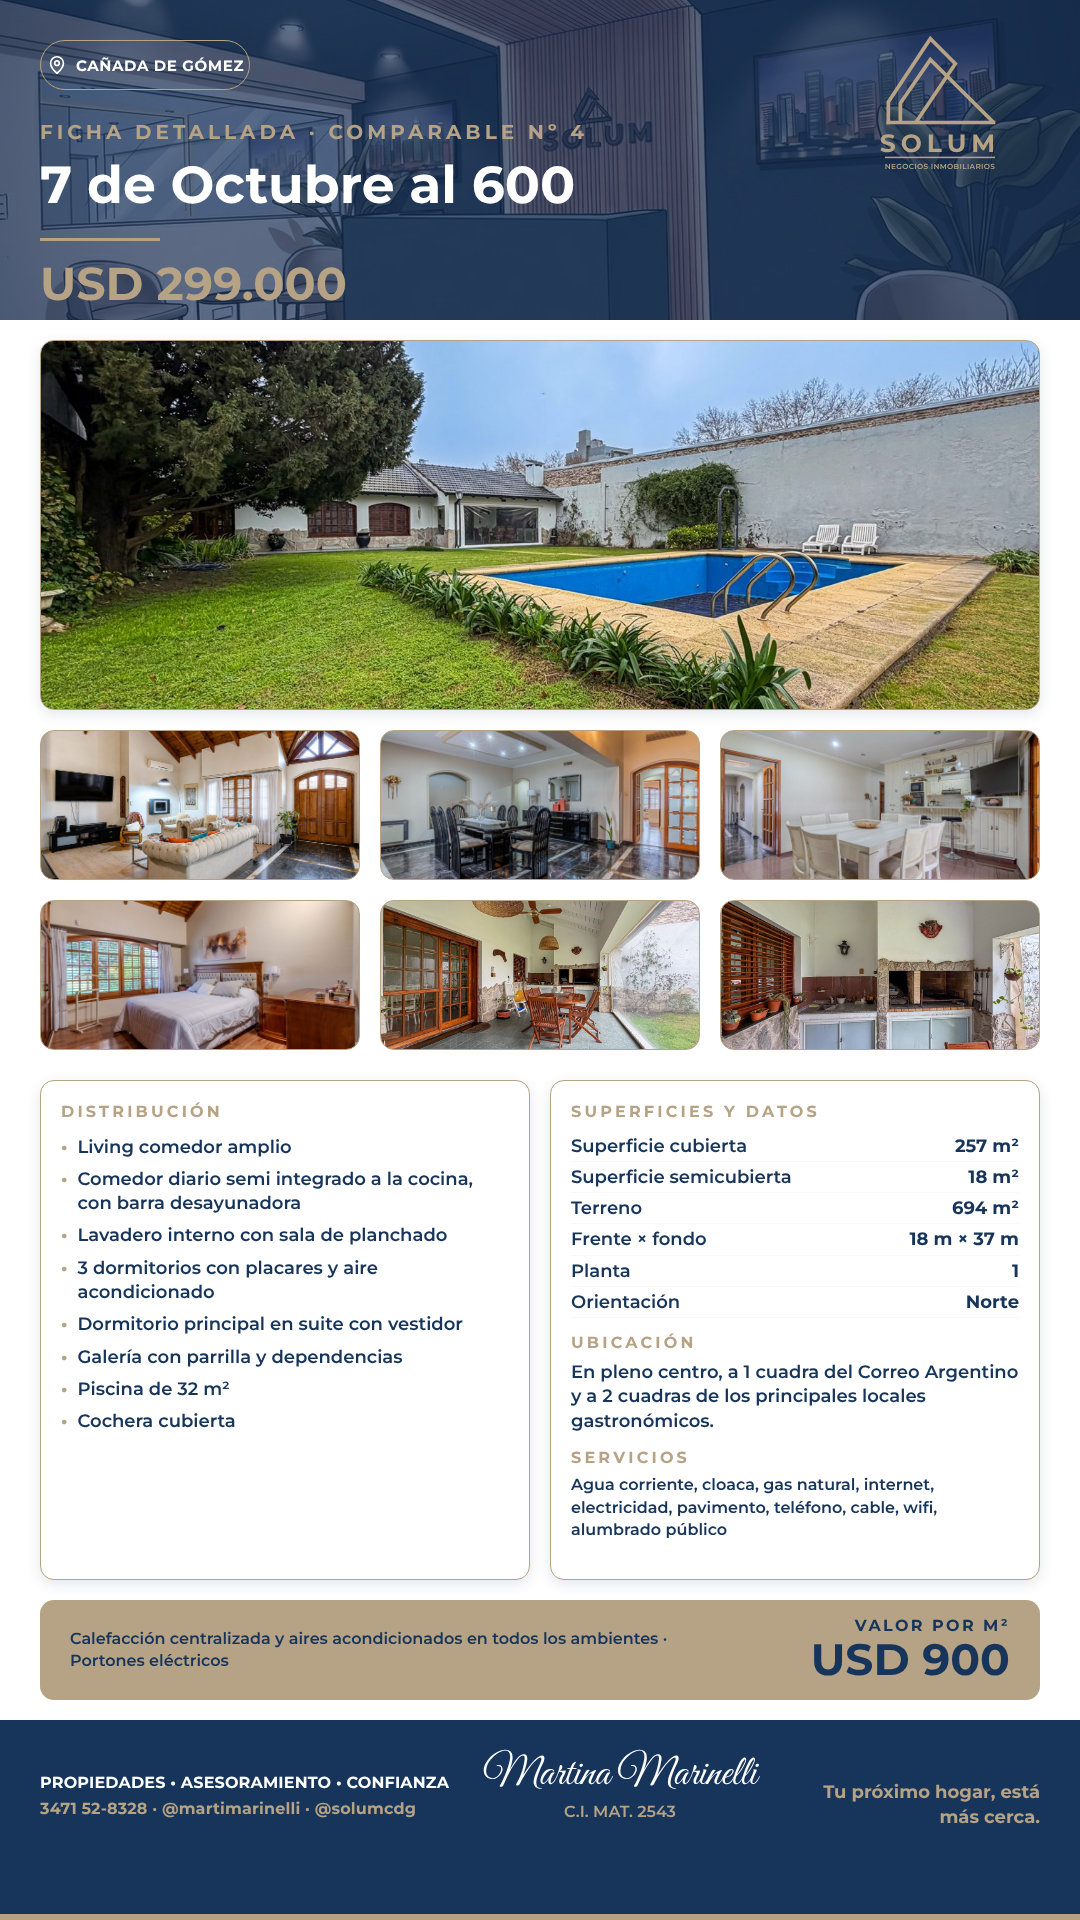 CAÑADA DE GÓMEZ
FICHA DETALLADA · COMPARABLE Nº 4
SOLUM
7 de Octubre al 600
USD 299.000
SOLUM
NEGOCIOS INMOBILIARIOS
DISTRIBUCIÓN
• Living comedor amplio
• Comedor diario semi integrado a la cocina,
con barra desayunadora
• Lavadero interno con sala de planchado
• 3 dormitorios con placares y aire
acondicionado
• Dormitorio principal en suite con vestidor
• Galería con parrilla y dependencias
• Piscina de 32 m²
• Cochera cubierta
SUPERFICIES Y DATOS
Superficie cubierta 257 m²
Superficie semicubierta 18 m²
Terreno 694 m²
Frente × fondo 18 m × 37 m
Planta 1
Orientación Norte
UBICACIÓN
En pleno centro, a 1 cuadra del Correo Argentino
y a 2 cuadras de los principales locales
gastronómicos.
SERVICIOS
Agua corriente, cloaca, gas natural, internet,
electricidad, pavimento, teléfono, cable, wifi,
alumbrado público
Calefacción centralizada y aires acondicionados en todos los ambientes ·
Portones eléctricos
VALOR POR M²
USD 900
PROPIEDADES • ASESORAMIENTO • CONFIANZA
3471 52-8328 · @martimarinelli · @solumcdg
Martina Marinelli
C.I. MAT. 2543
Tu próximo hogar, está
más cerca.